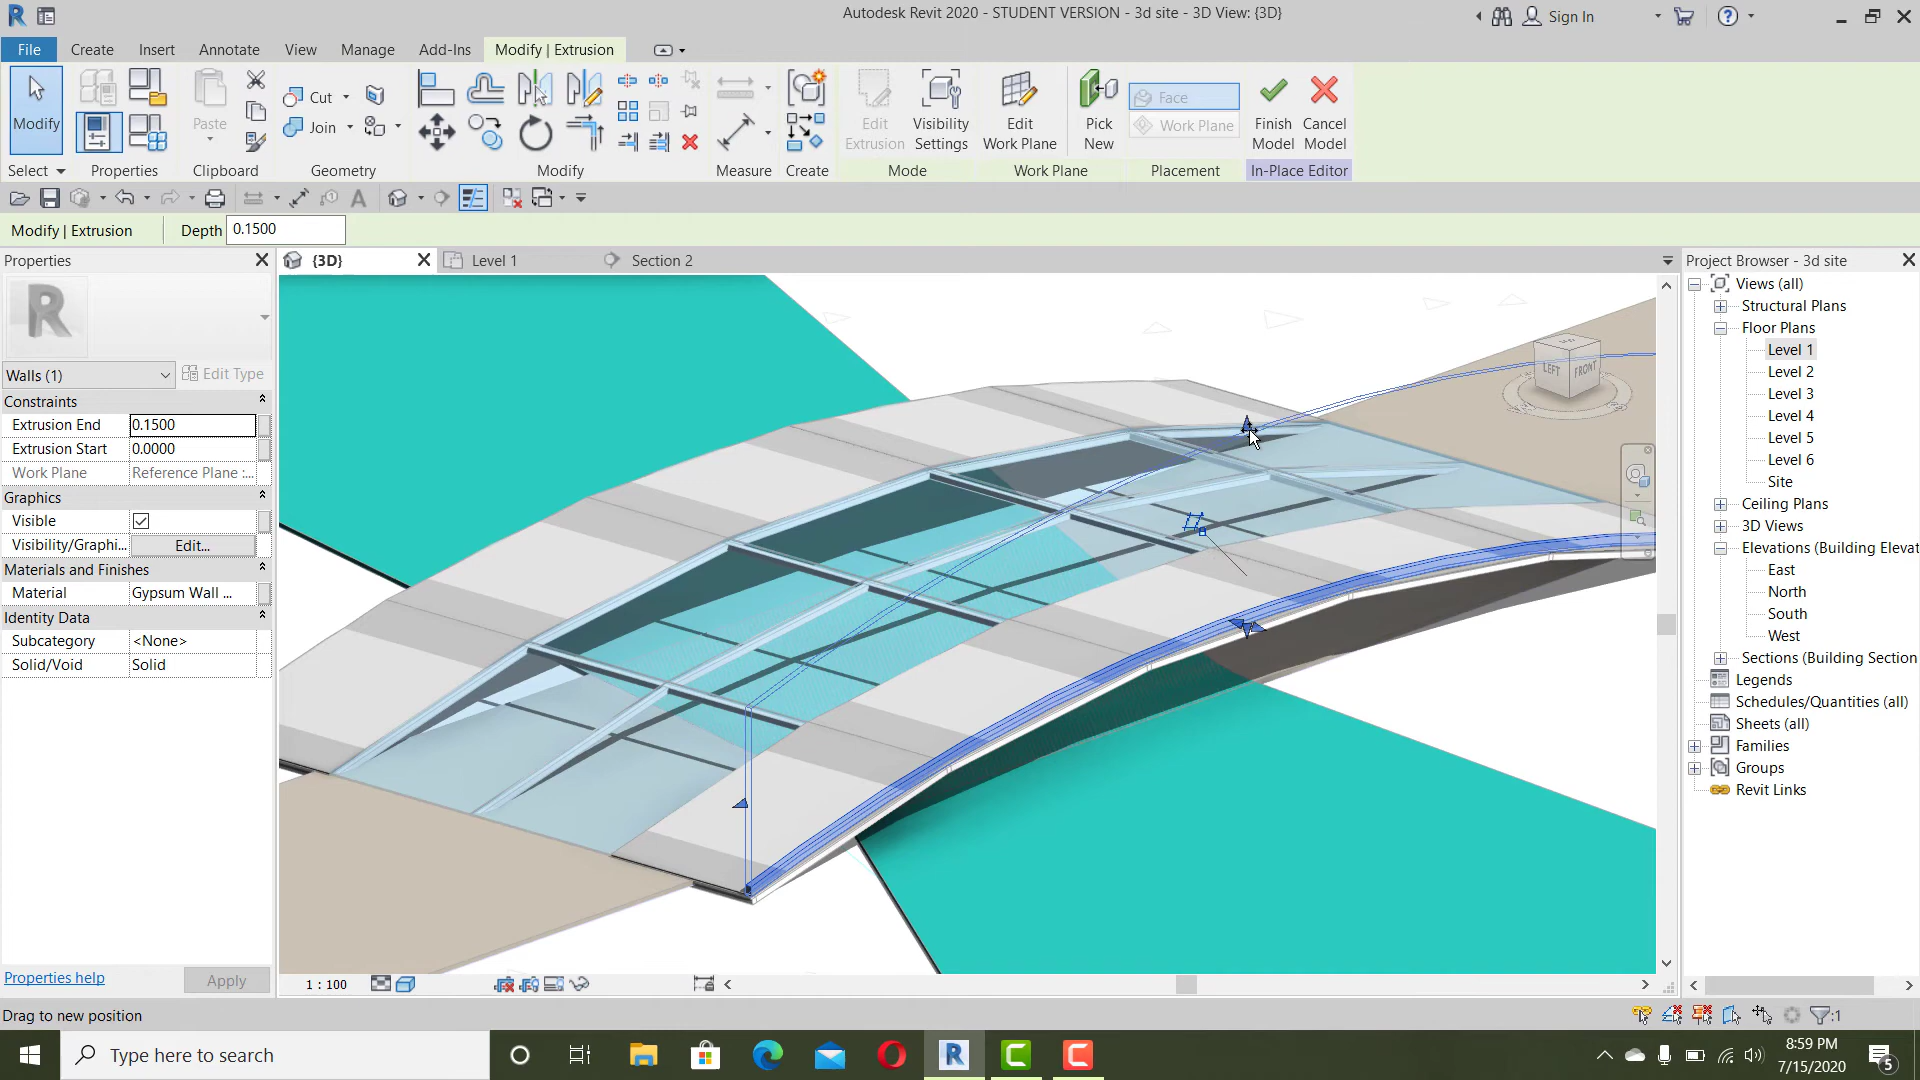 Autodesk Revit 2020 - STUDENT VERSION - 3d site - 3D View: {3D}
Sign In
File Create Insert Annotate View Manage Add-Ins Modify | Extrusion
Modify
Paste
Cut
Join
Edit Extrusion
Visibility Settings
Edit Work Plane
Pick New
Face
Work Plane
Finish Model
Cancel Model
Select Properties Clipboard Geometry Modify Measure Create Mode Work Plane Placement In-Place Editor
Modify | Extrusion Depth 0.1500
Properties
{3D} Level 1 Section 2
Project Browser - 3d site
Walls (1) Edit Type
Constraints
Extrusion End 0.1500
Extrusion Start 0.0000
Work Plane Reference Plane :...
Graphics
Visible
Visibility/Graphi... Edit...
Materials and Finishes
Material Gypsum Wall ...
Identity Data
Subcategory <None>
Solid/Void Solid
LEFT FRONT
Views (all)
Structural Plans
Floor Plans
Level 1
Level 2
Level 3
Level 4
Level 5
Level 6
Site
Ceiling Plans
3D Views
Elevations (Building Elevat
East
North
South
West
Sections (Building Section
Legends
Schedules/Quantities (all)
Sheets (all)
Families
Groups
Revit Links
Properties help Apply
1 : 100
Drag to new position
:1
Type here to search
8:59 PM
7/15/2020
5